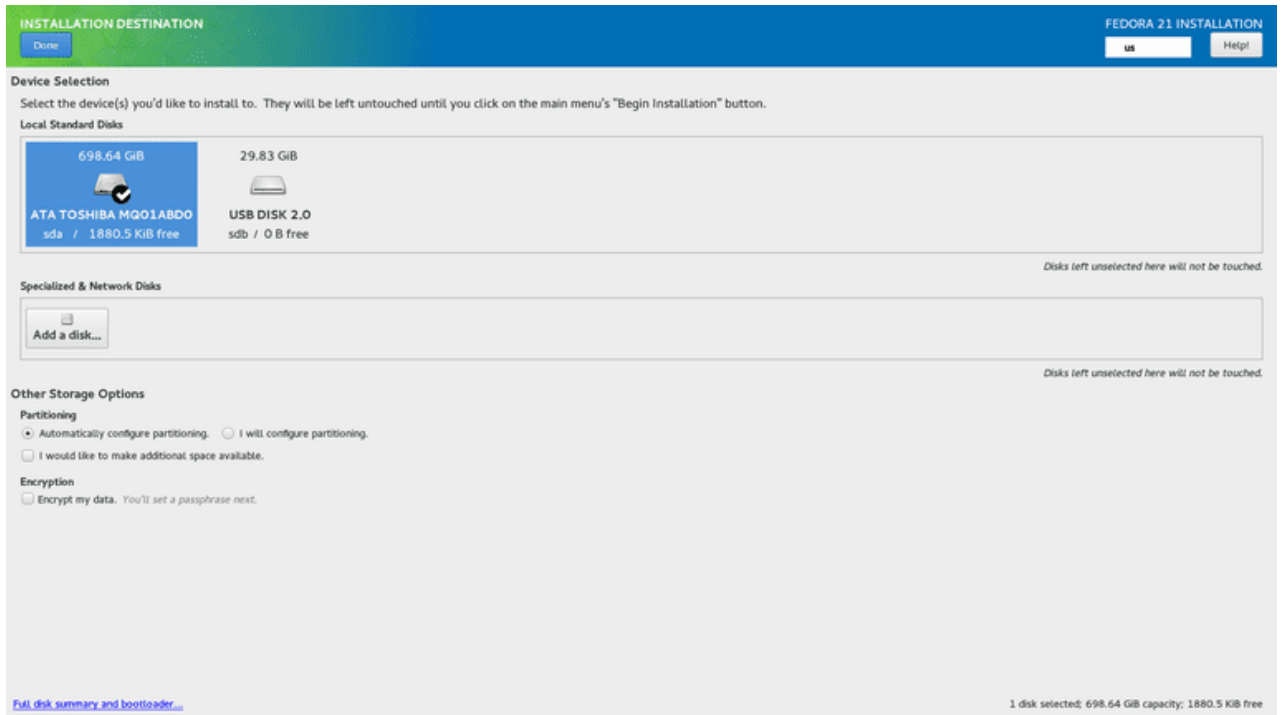 INSTALLATION DESTINATION
FEDORA 21 INSTALLATION
Done
us
Help!
Device Selection
Select the device(s) you'd like to install to. They will be left untouched until you click on the main menu's "Begin Installation" button.
Local Standard Disks
698.64 GiB
ATA TOSHIBA MQ01ABD0
sda / 1880.5 KiB free
29.83 GiB
USB DISK 2.0
sdb / 0 B free
Disks left unselected here will not be touched.
Specialized & Network Disks
Add a disk...
Disks left unselected here will not be touched.
Other Storage Options
Partitioning
Automatically configure partitioning. I will configure partitioning.
I would like to make additional space available.
Encryption
Encrypt my data. You'll set a passphrase next.
Full disk summary and bootloader...
1 disk selected; 698.64 GiB capacity; 1880.5 KiB free